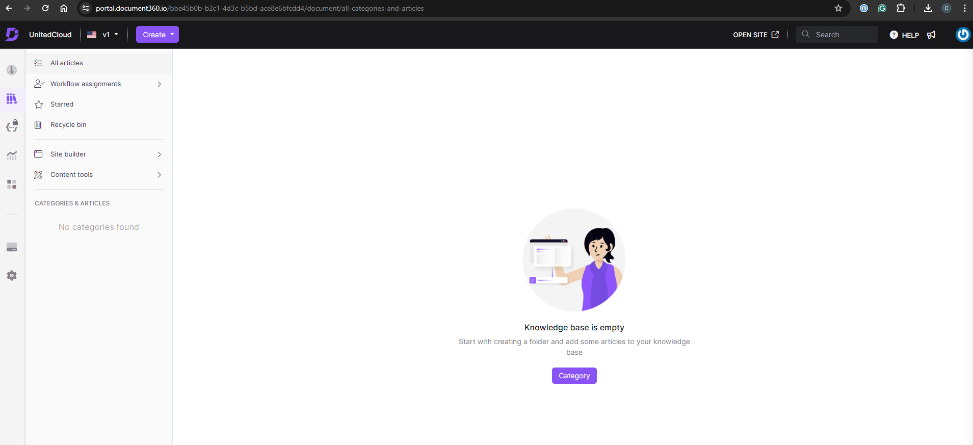 portal.document360.io/bbe45b0b-b2c1-4d3c-b5bd-ace8e6bfcdd4/document/all-categories-and-articles
UnitedCloud
v1
Create
OPEN SITE
Search
HELP
All articles
Workflow assignments
Starred
Recycle bin
Site builder
Content tools
CATEGORIES & ARTICLES
No categories found
Knowledge base is empty
Start with creating a folder and add some articles to your knowledge
base
Category